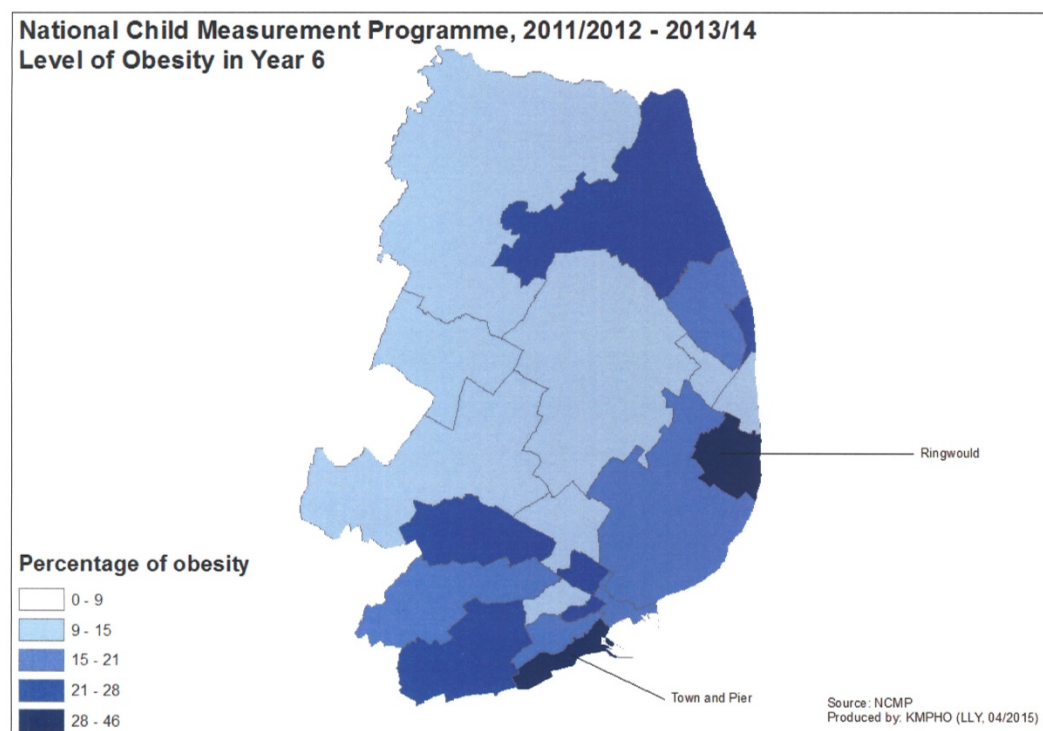 National Child Measurement Programme, 2011/2012 - 2013/14
Level of Obesity in Year 6
Ringwould
Percentage of obesity
0 - 9
9 - 15
15 - 21
21 - 28
28 - 46
Town and Pier
Source: NCMP
Produced by: KMPHO (LLY, 04/2015)